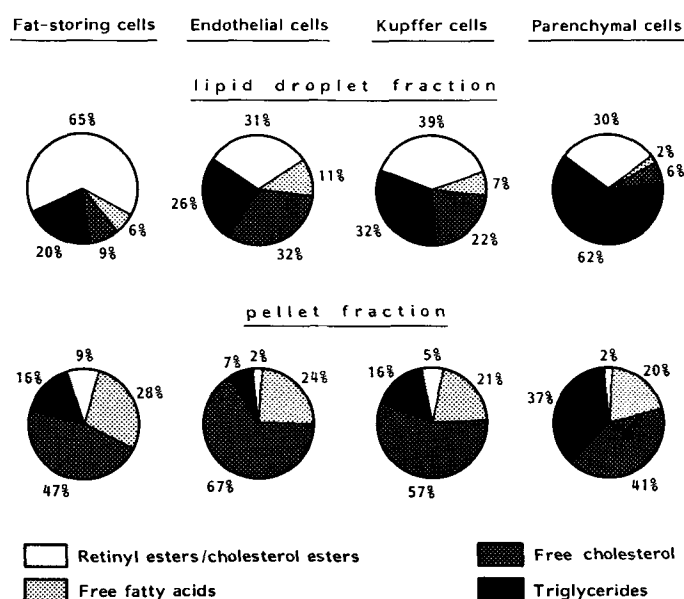 Fat-storing cells Endothelial cells Kupffer cells Parenchymal cells
lipid droplet fraction
65% 31% 39% 30%
2%
11% 7% 6%
26% 6%
20% 9% 32% 32% 22% 62%
pellet fraction
9% 7% 2% 5% 2%
16% 28% 24% 16% 21% 37% 20%
47% 67% 57% 41%
Retinyl esters/cholesterol esters Free cholesterol
Free fatty acids Triglycerides